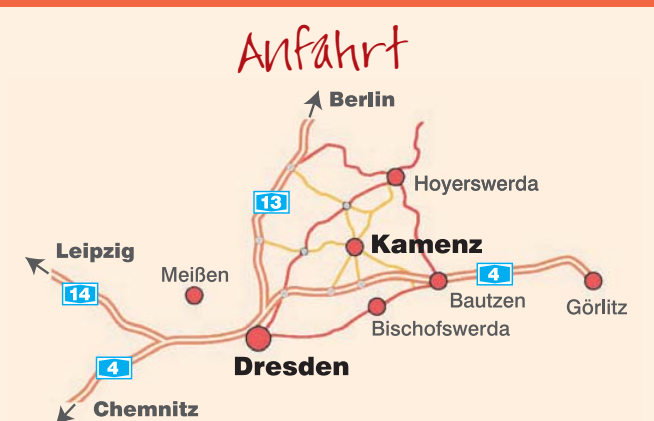 Anfahrt
Berlin
Hoyerswerda
13
Kamenz
Leipzig
Meißen
4
14
Bautzen
Görlitz
Bischofswerda
Dresden
4
Chemnitz